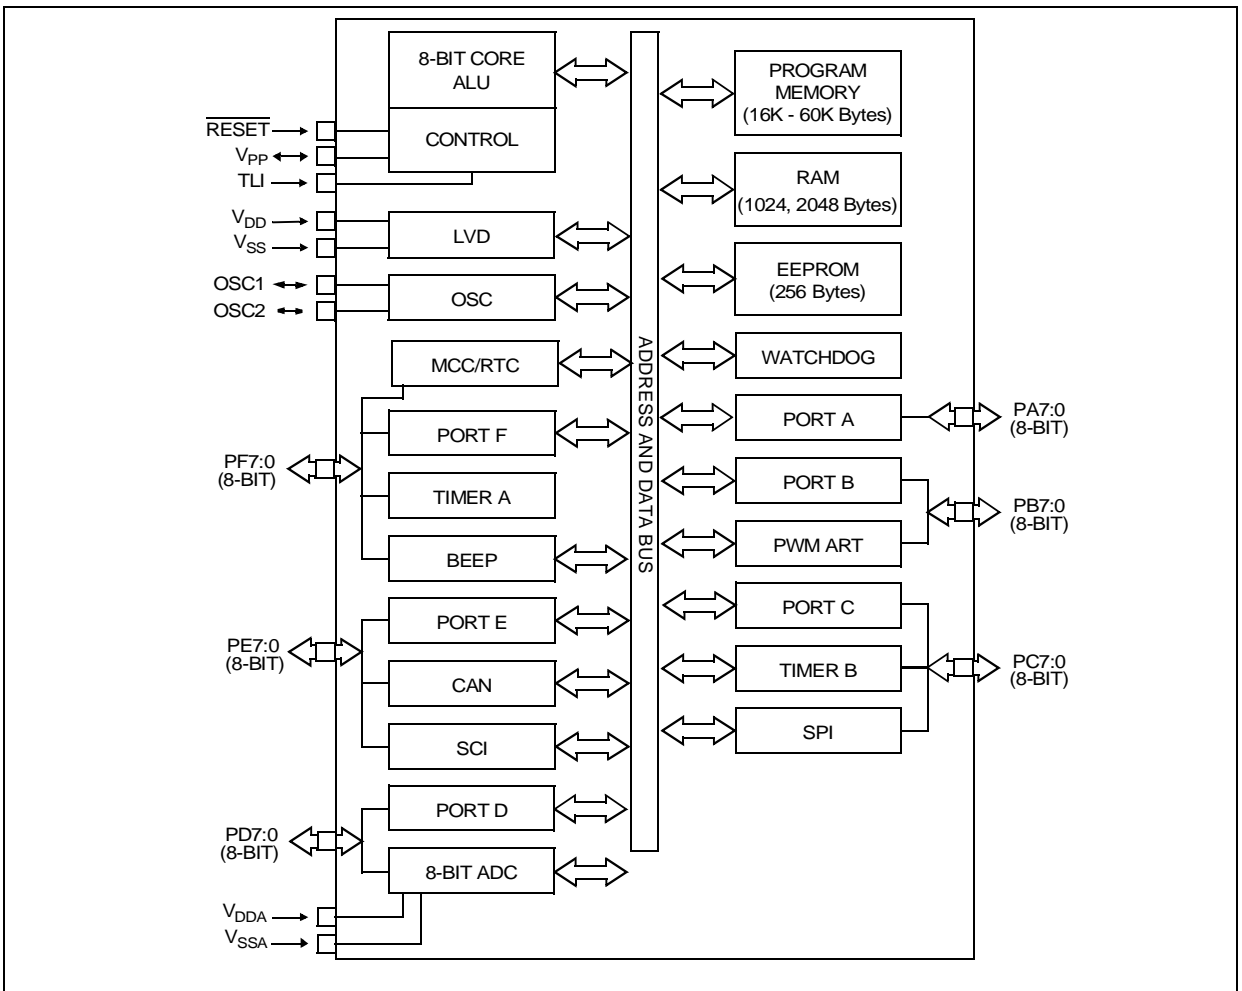 8-BIT CORE
ALU
CONTROL
RESET
VPP
TLI
VDD
VSS
LVD
OSC1
OSC2
OSC
MCC/RTC
PORT F
PF7:0
(8-BIT)
TIMER A
BEEP
PORT E
PE7:0
(8-BIT)
CAN
SCI
PORT D
PD7:0
(8-BIT)
8-BIT ADC
VDDA
VSSA
ADDRESS AND DATA BUS
PROGRAM
MEMORY
(16K - 60K Bytes)
RAM
(1024, 2048 Bytes)
EEPROM
(256 Bytes)
WATCHDOG
PORT A
PA7:0
(8-BIT)
PORT B
PB7:0
(8-BIT)
PWM ART
PORT C
TIMER B
PC7:0
(8-BIT)
SPI